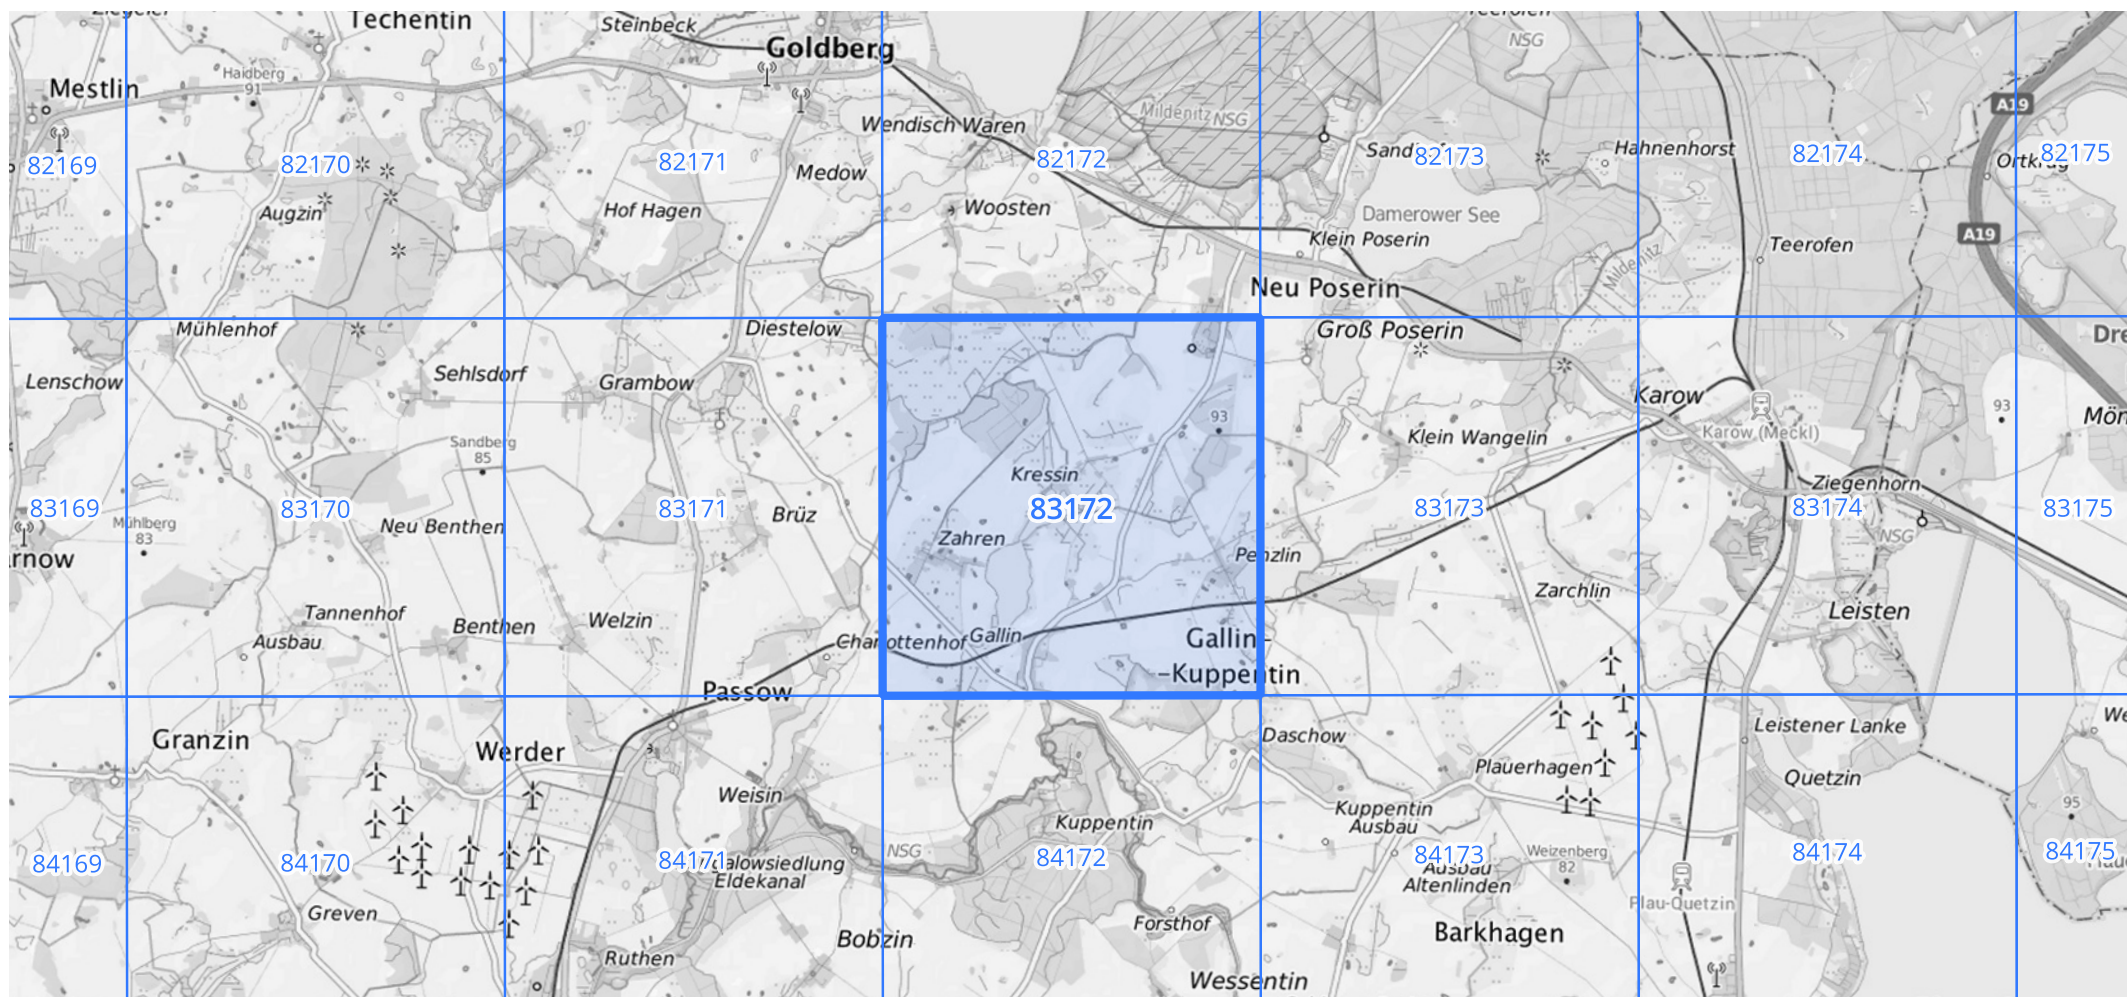 Techentin
Steinbeck
Goldberg
NSG
Mestlin
Haidberg
91
A19
Wendisch Waren
Mildenitz
NSG
82169
82170
82171
82172
82173
82174
82175
Hahnenhorst
Medow
Augzin
Hof Hagen
Woosten
Damerower See
Klein Poserin
Teerofen
A19
Mildenitz
Neu Poserin
Mühlenhof
Diestelow
Groß Poserin
Lenschow
Sehlsdorf
Grambow
Karow
93
93
Karow (Meckl)
Klein Wangelin
Sandberg
85
Kressin
Ziegenhorn
83169
83170
83171
83172
83173
83174
83175
Mühlberg
83
Neu Benthen
Brüz
Zahren
NSG
rnow
Penzlin
Zarchlin
Tannenhof
Benthen
Welzin
Leisten
Ausbau
Charlottenhof
Gallin
Gallin-
-Kuppentin
Passow
Granzin
Werder
Daschow
Leistener Lanke
Plauerhagen
Quetzin
Weisin
Kuppentin
Kuppentin
Ausbau
95
84169
84170
84171
84172
84173
84174
84175
NSG
Eldekanal
Weizenberg
82
Ausbau
Altenlinden
Greven
Plau-Quetzin
Forsthof
Barkhagen
Bobzin
Ruthen
Wessentin